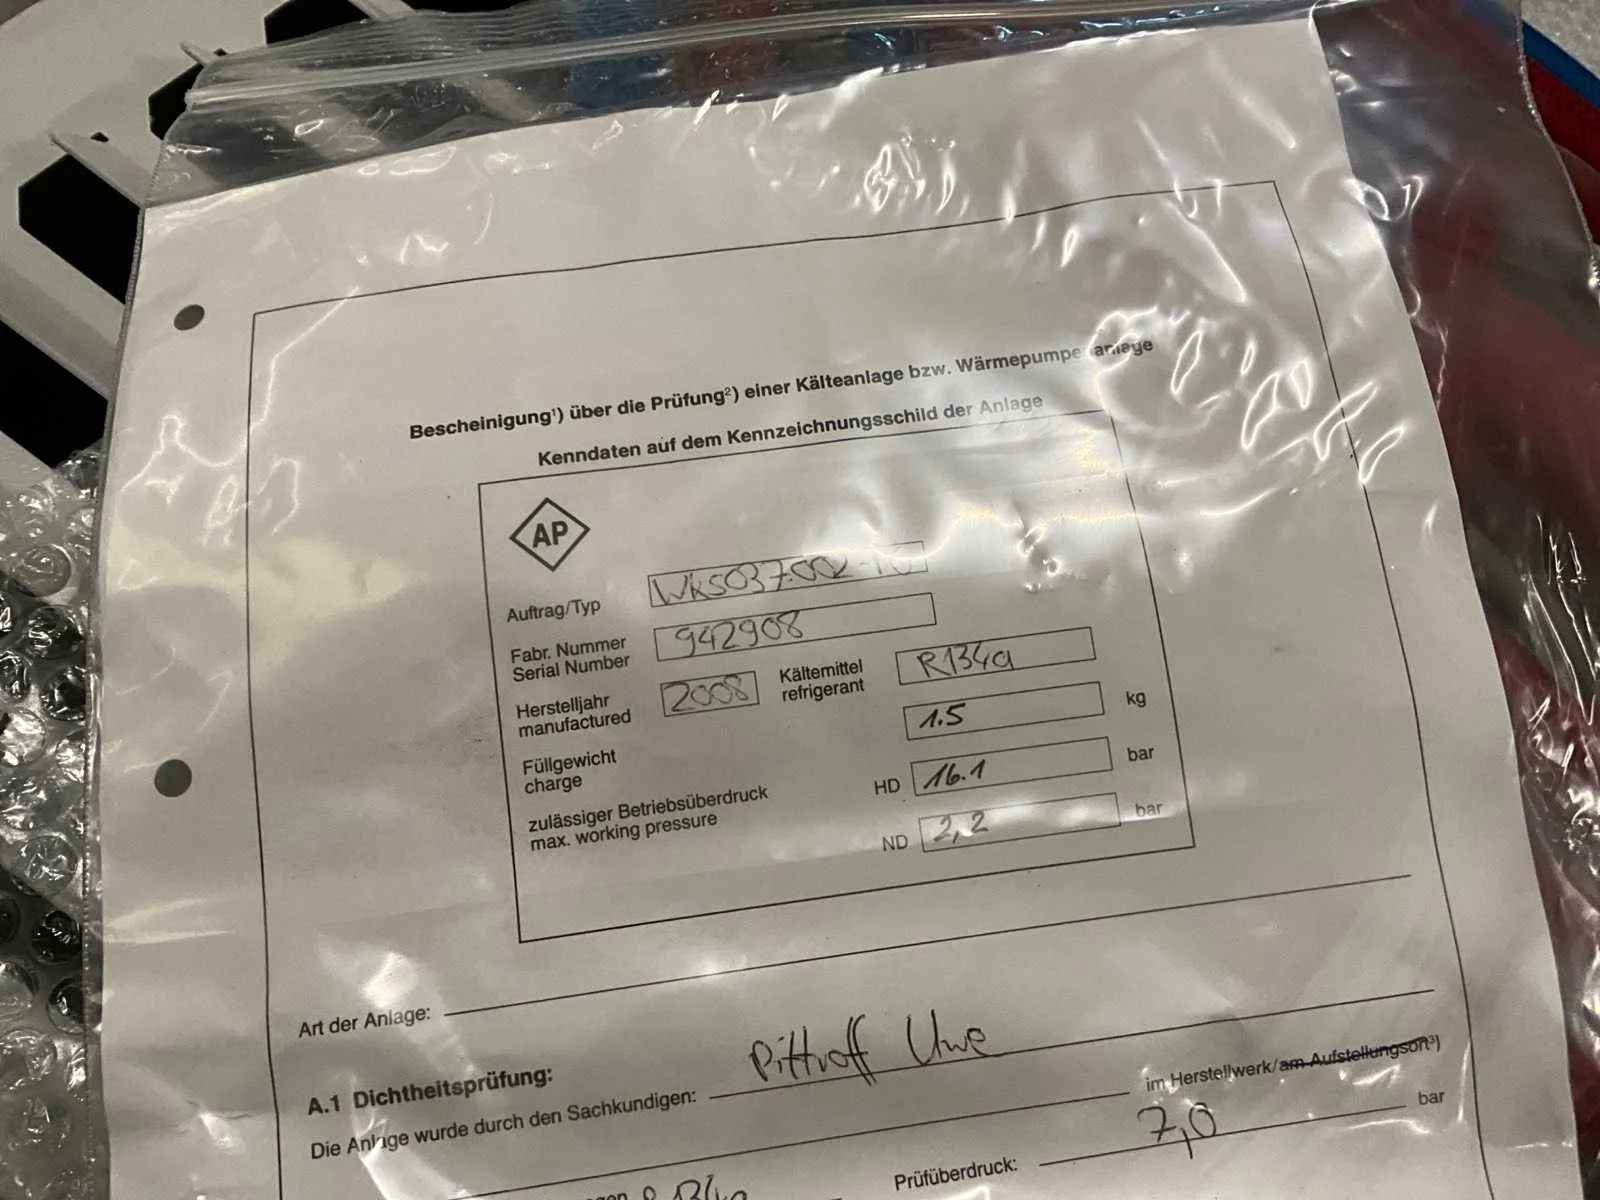 Bescheinigung¹) über die Prüfung²) einer Kälteanlage bzw. Wärmepumpenanlage
Kenndaten auf dem Kennzeichnungsschild der Anlage
AP
Auftrag/Typ
Fabr. Nummer 942908
Serial Number
Herstelljahr 2008 Kältemittel R134a
manufactured refrigerant
1.5 kg
Füllgewicht
charge
HD 16.1 bar
zulässiger Betriebsüberdruck
max. working pressure
ND 2,2 bar
Art der Anlage:
A.1 Dichtheitsprüfung:
Die Anlage wurde durch den Sachkundigen: Pittroff Uwe
im Herstellwerk/am Aufstellungsort³)
Prüfüberdruck: 7,0 bar